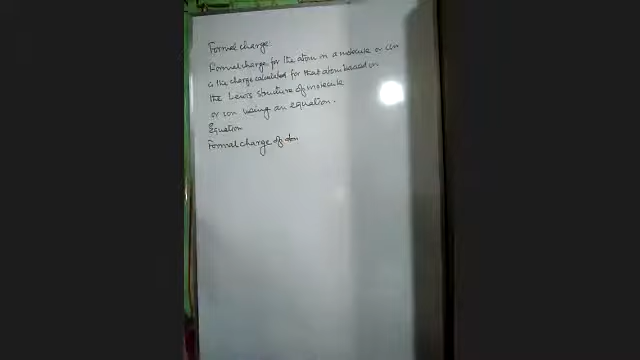 Formal charge
Formal charge for the atom in a molecule or ion
is the charge calculated for that atom based on
the Lewis structure of molecule
or ion using an equation.
Equation
Formal charge of atom